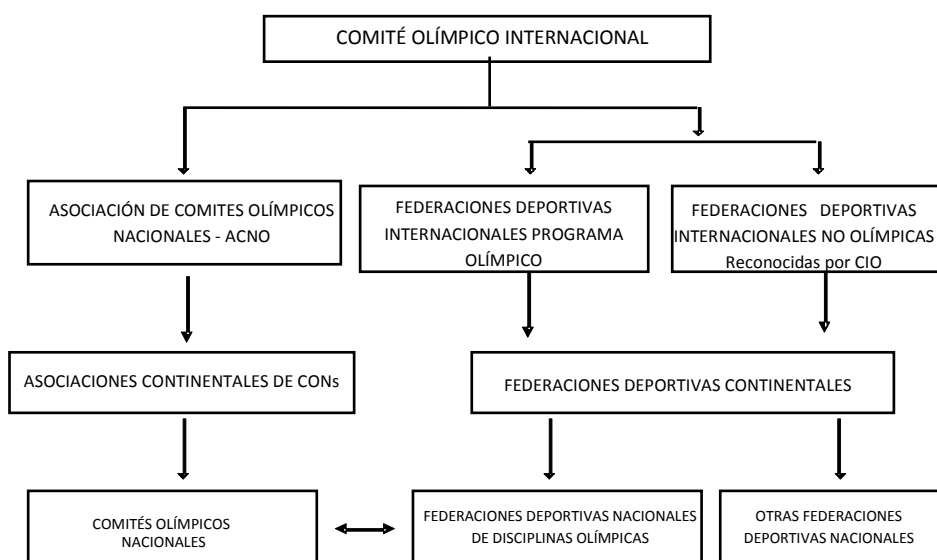 COMITÉ OLÍMPICO INTERNACIONAL
ASOCIACIÓN DE COMITES OLÍMPICOS
NACIONALES - ACNO
FEDERACIONES DEPORTIVAS
INTERNACIONALES PROGRAMA
OLÍMPICO
FEDERACIONES DEPORTIVAS
INTERNACIONALES NO OLÍMPICAS
Reconocidas por CIO
ASOCIACIONES CONTINENTALES DE CONs
FEDERACIONES DEPORTIVAS CONTINENTALES
COMITÉS OLÍMPICOS
NACIONALES
FEDERACIONES DEPORTIVAS NACIONALES
DE DISCIPLINAS OLÍMPICAS
OTRAS FEDERACIONES
DEPORTIVAS NACIONALES